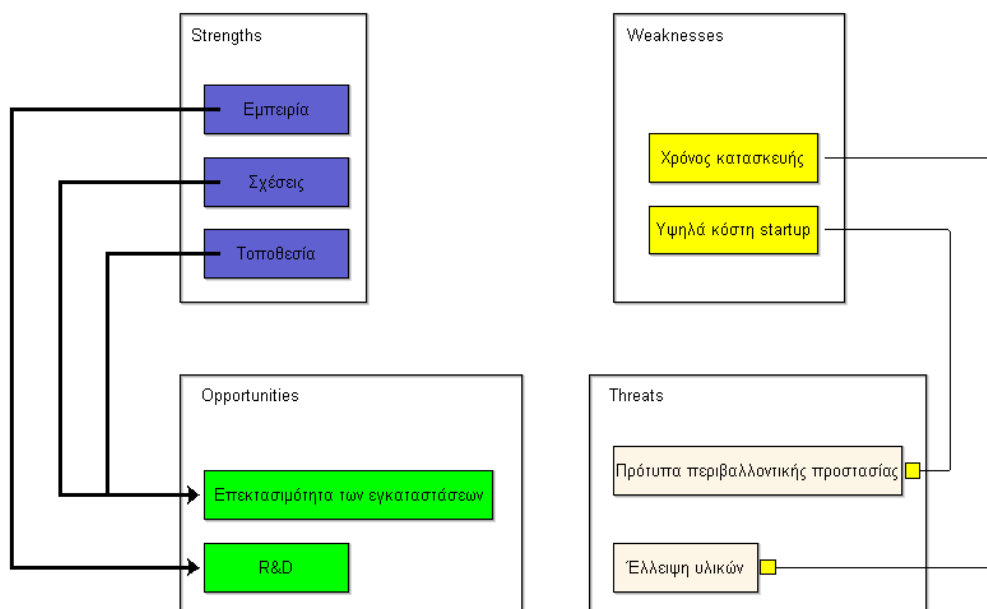 Strengths
Εμπειρία
Σχέσεις
Τοποθεσία
Weaknesses
Χρόνος κατασκευής
Υψηλά κόστη startup
Opportunities
Επεκτασιμότητα των εγκαταστάσεων
R&D
Threats
Πρότυπα περιβαλλοντικής προστασίας
Έλλειψη υλικών